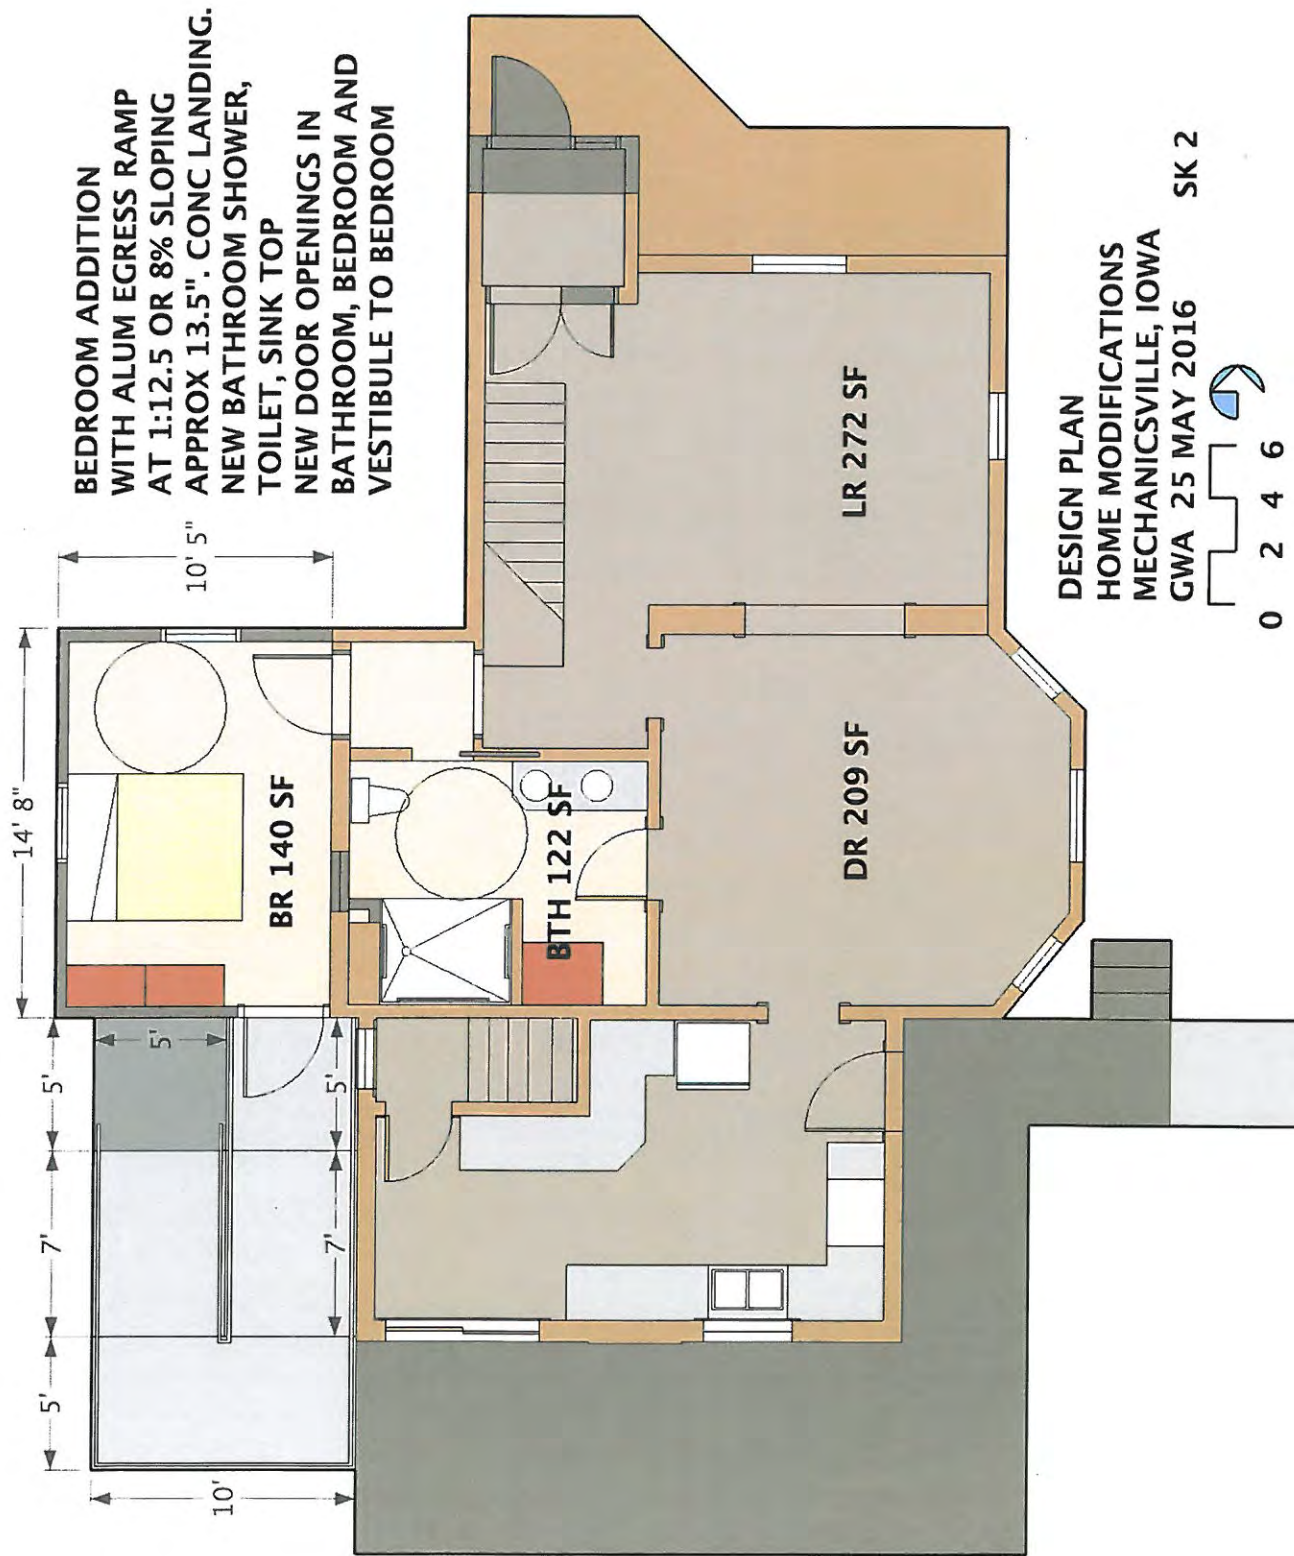 BEDROOM ADDITION
WITH ALUM EGRESS RAMP
AT 1:12.5 OR 8% SLOPING
APPROX 13.5". CONC LANDING.
NEW BATHROOM SHOWER,
TOILET, SINK TOP
NEW DOOR OPENINGS IN
BATHROOM, BEDROOM AND
VESTIBULE TO BEDROOM
14' 8"
10' 5"
5'
7'
5'
5'
5'
7'
10'
BR 140 SF
BTH 122 SF
LR 272 SF
DR 209 SF
DESIGN PLAN
HOME MODIFICATIONS
MECHANICSVILLE, IOWA
GWA 25 MAY 2016 SK 2
0 2 4 6